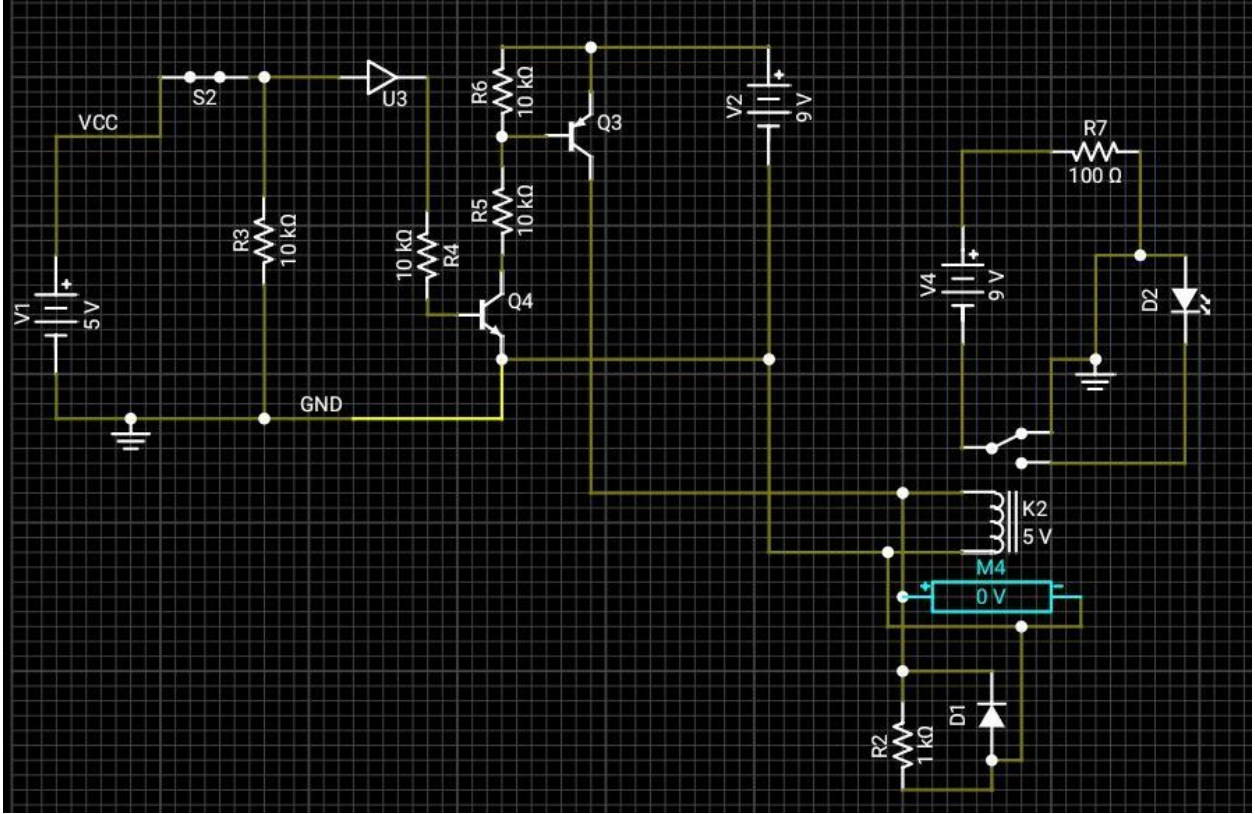 VCC
S2
U3
R6
10 kΩ
Q3
V2
9 V
R7
100 Ω
R3
10 kΩ
10 kΩ
R4
R5
10 kΩ
Q4
V1
5 V
V4
9 V
D2
GND
K2
5 V
M4
+
-
0 V
R2
1 kΩ
D1